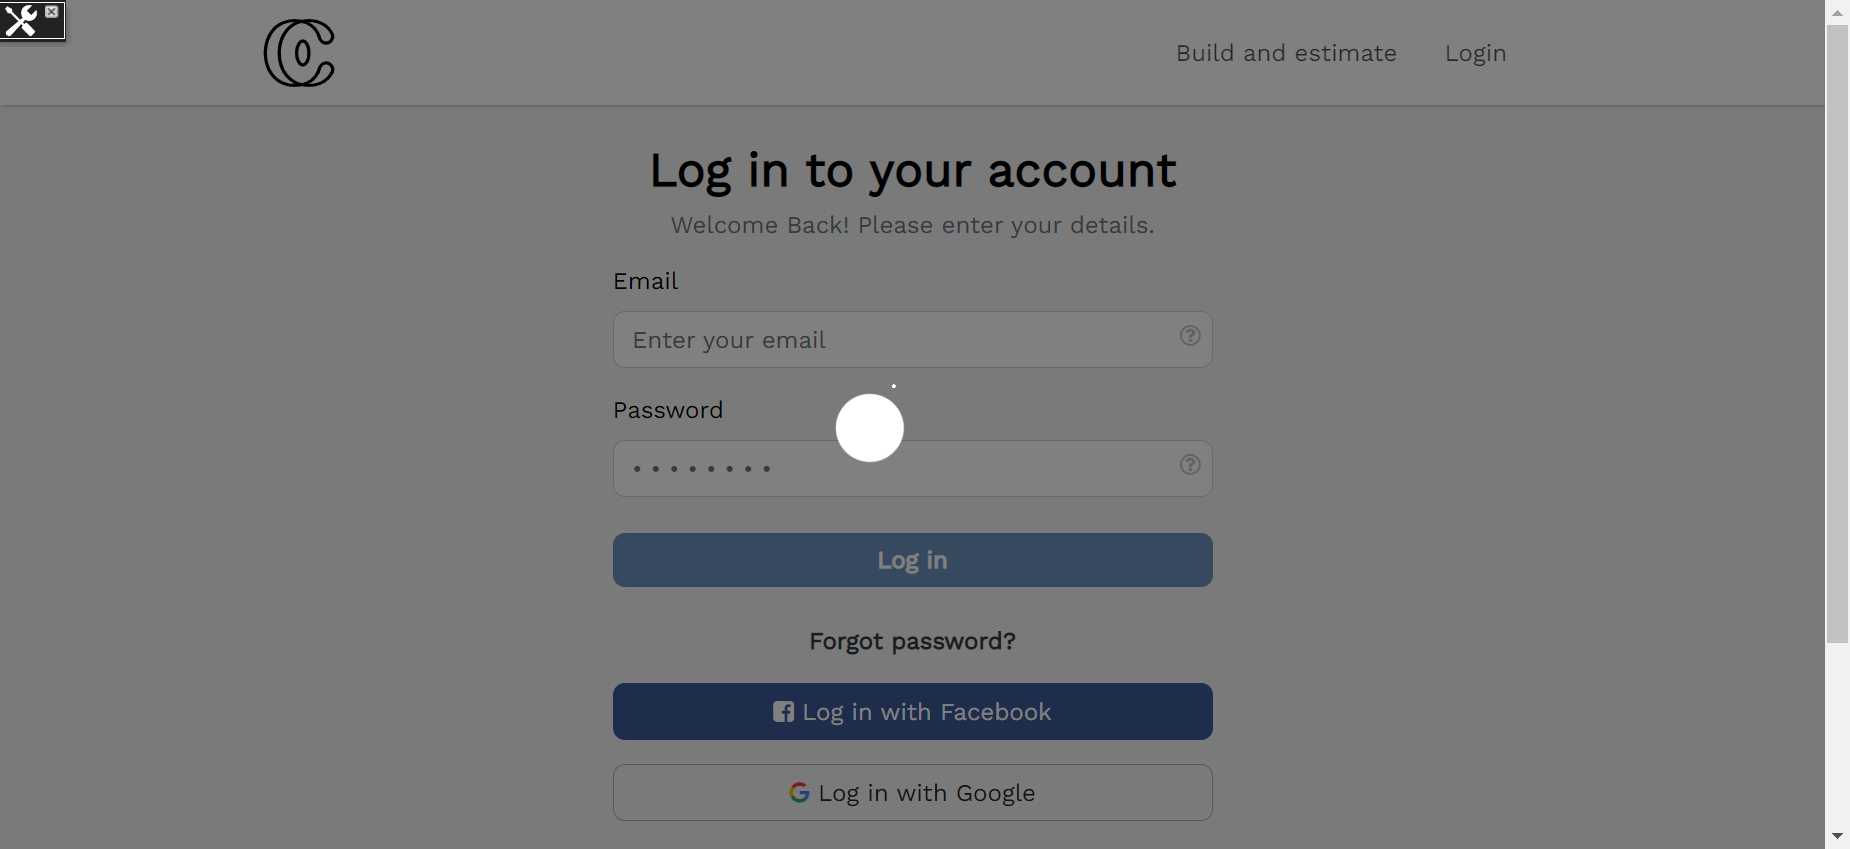 Build and estimate Login
Log in to your account
Welcome Back! Please enter your details.
Email
Enter your email
Password
Log in
Forgot password?
Log in with Facebook
Log in with Google